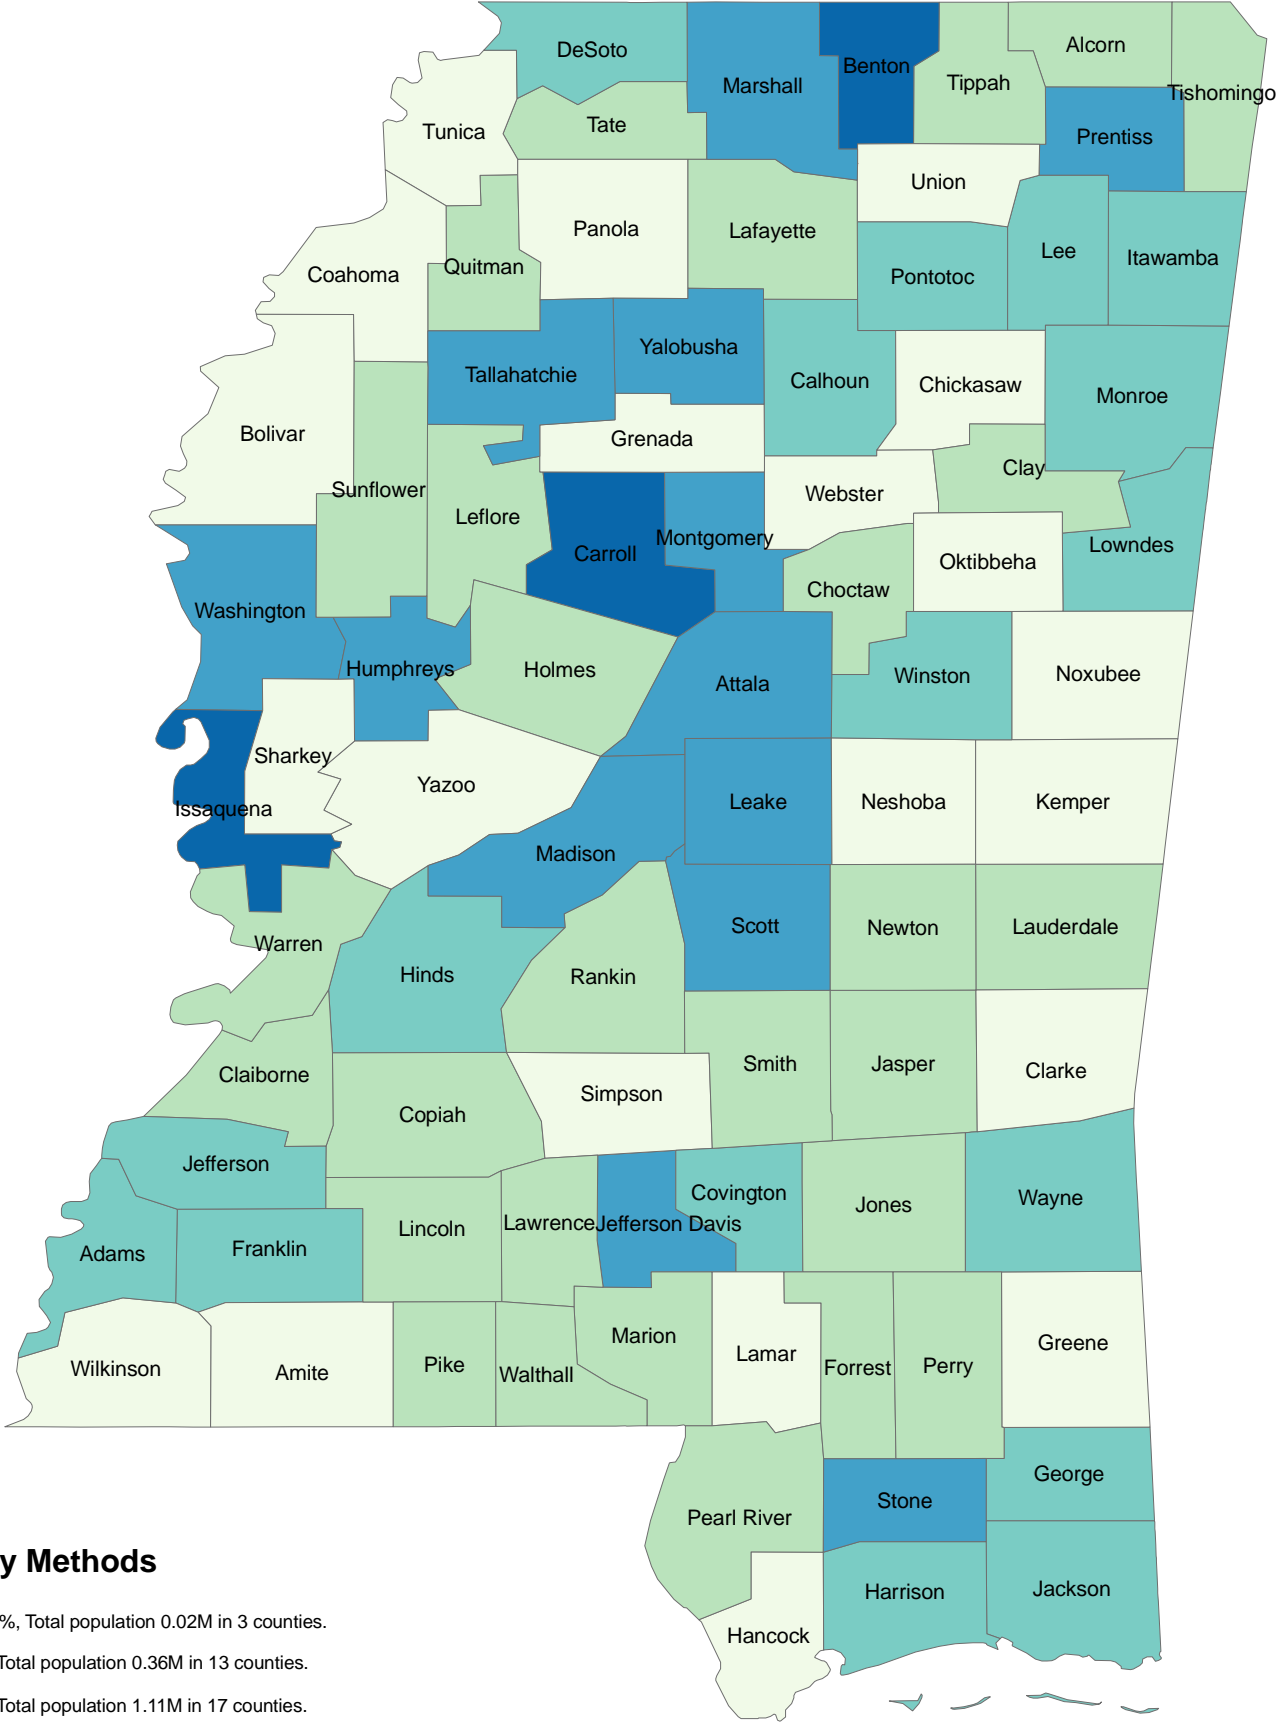 DeSoto
Marshall
Benton
Tippah
Alcorn
Tishomingo
Tunica
Tate
Prentiss
Union
Panola
Lafayette
Coahoma
Quitman
Pontotoc
Lee
Itawamba
Tallahatchie
Yalobusha
Calhoun
Chickasaw
Monroe
Bolivar
Grenada
Sunflower
Leflore
Webster
Clay
Carroll
Montgomery
Lowndes
Oktibbeha
Choctaw
Washington
Humphreys
Holmes
Attala
Winston
Noxubee
Sharkey
Yazoo
Issaquena
Leake
Neshoba
Kemper
Madison
Warren
Hinds
Rankin
Scott
Newton
Lauderdale
Claiborne
Copiah
Simpson
Smith
Jasper
Clarke
Jefferson
Adams
Franklin
Lincoln
Lawrence
Jefferson Davis
Covington
Jones
Wayne
Wilkinson
Amite
Pike
Walthall
Marion
Lamar
Forrest
Perry
Greene
Pearl River
Stone
George
Hancock
Harrison
Jackson
y Methods
%, Total population 0.02M in 3 counties.
Total population 0.36M in 13 counties.
Total population 1.11M in 17 counties.